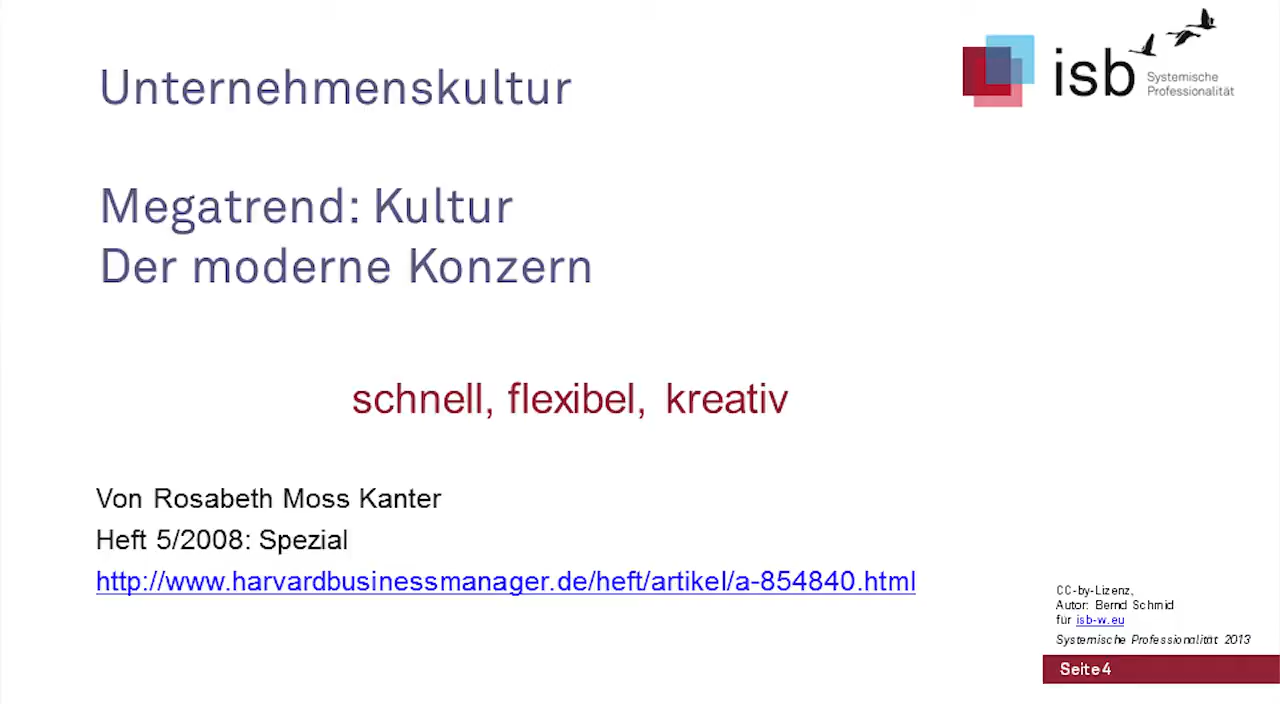 Unternehmenskultur
isb
Systemische
Professionalität
Megatrend: Kultur
Der moderne Konzern
schnell, flexibel, kreativ
Von Rosabeth Moss Kanter
Heft 5/2008: Spezial
http://www.harvardbusinessmanager.de/heft/artikel/a-854840.html
CC-by-Lizenz,
Autor: Bernd Schmid
für isb-w.eu
Systemische Professionalität 2013
Seite 4